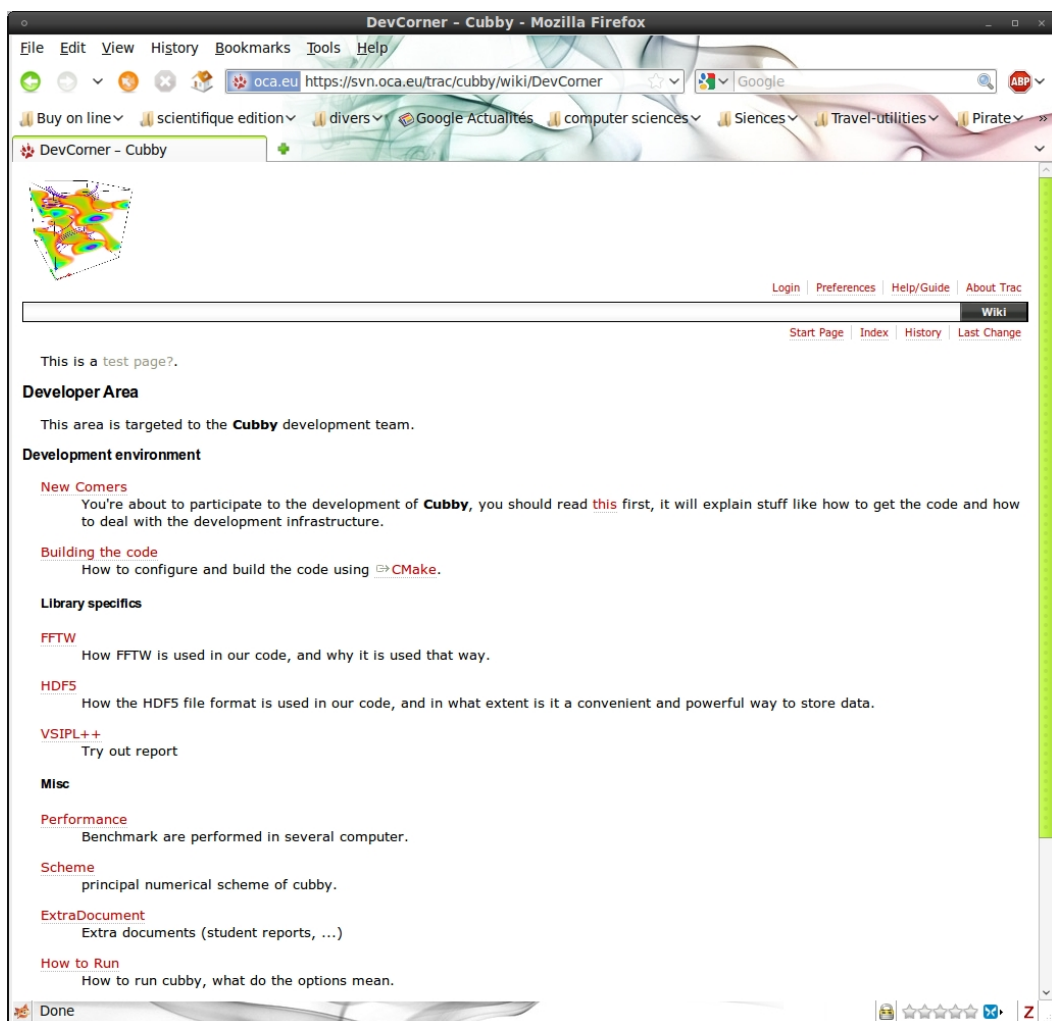 DevCorner – Cubby - Mozilla Firefox
File Edit View History Bookmarks Tools Help
oca.eu https://svn.oca.eu/trac/cubby/wiki/DevCorner Google ABP
Buy on line scientifique edition divers Google Actualités computer sciences Siences Travel-utilities Pirate »
DevCorner – Cubby
Login Preferences Help/Guide About Trac
Wiki
Start Page Index History Last Change
This is a test page?.
Developer Area
This area is targeted to the Cubby development team.
Development environment
New Comers
You're about to participate to the development of Cubby, you should read this first, it will explain stuff like how to get the code and how
to deal with the development infrastructure.
Building the code
How to configure and build the code using CMake.
Library specifics
FFTW
How FFTW is used in our code, and why it is used that way.
HDF5
How the HDF5 file format is used in our code, and in what extent is it a convenient and powerful way to store data.
VSIPL++
Try out report
Misc
Performance
Benchmark are performed in several computer.
Scheme
principal numerical scheme of cubby.
ExtraDocument
Extra documents (student reports, ...)
How to Run
How to run cubby, what do the options mean.
Done Z